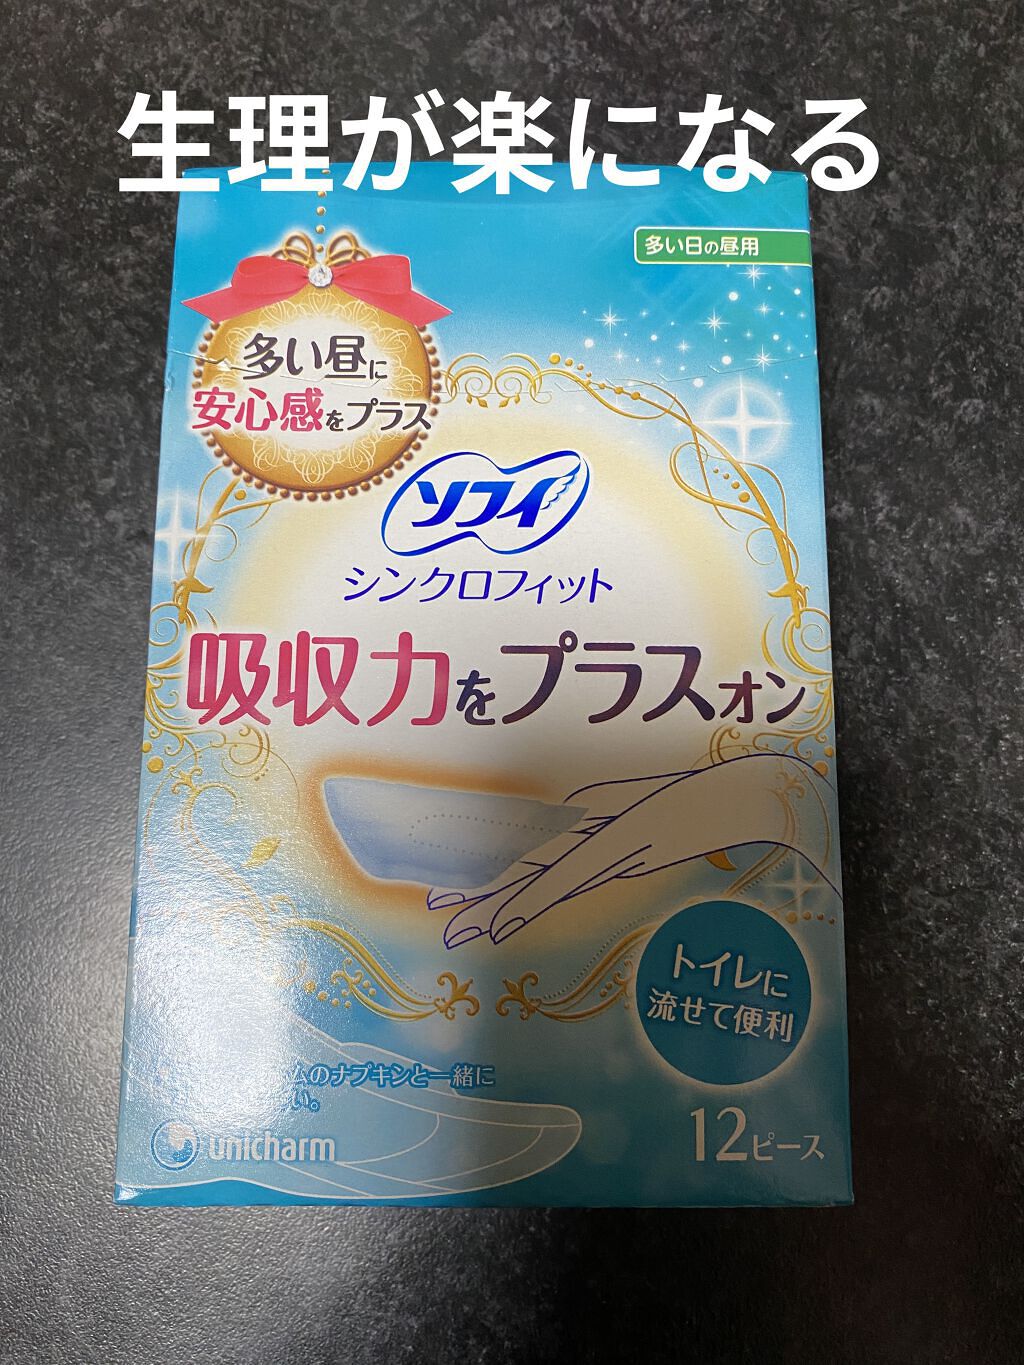 生理が楽になる
多い日の昼用
多い昼に
安心感をプラス
ソフィ
シンクロフィット
吸収力をプラスオン
トイレに
流せて便利
ムのナプキンと一緒に
い。
unicharm
12ピース